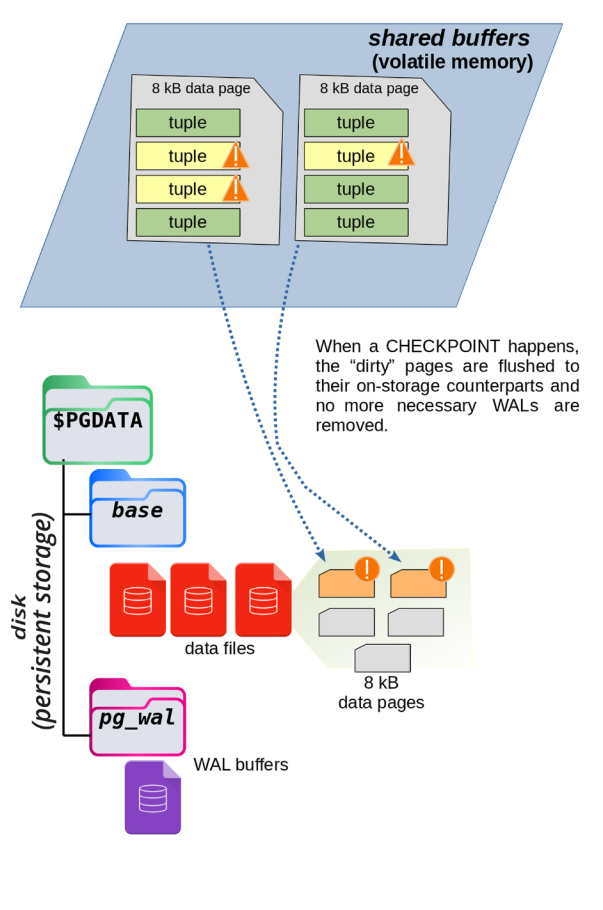 shared buffers
(volatile memory)
8 kB data page
8 kB data page
tuple
tuple
tuple
tuple
tuple
tuple
tuple
tuple
When a CHECKPOINT happens,
the “dirty” pages are flushed to
their on-storage counterparts and
no more necessary WALs are
removed.
$PGDATA
base
disk
(persistent storage)
data files
8 kB
data pages
pg_wal
WAL buffers